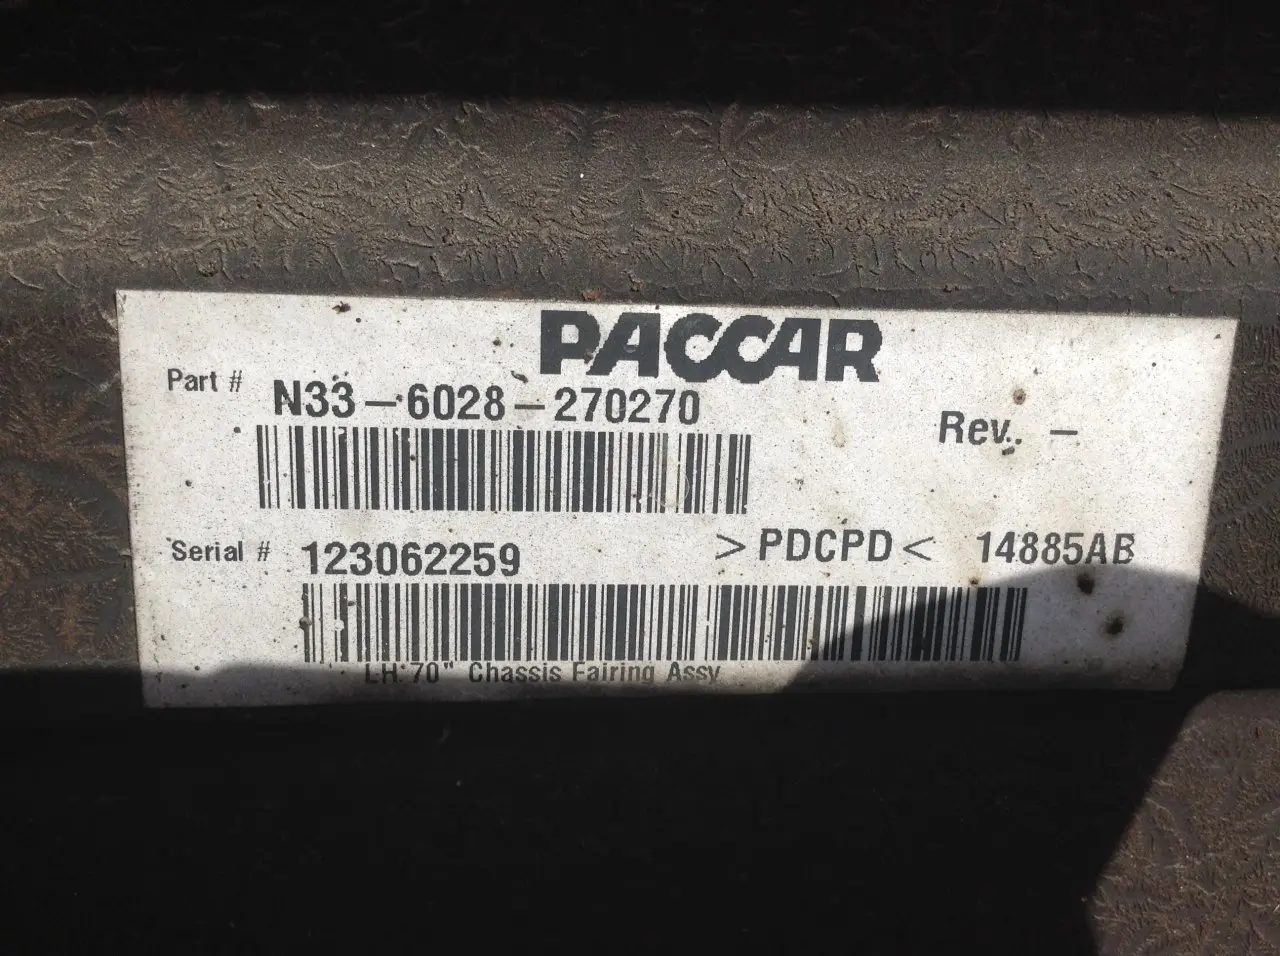 PACCAR
Part # N33-6028-270270
Rev.. -
Serial # 123062259
>PDCPD< 14885AB
LH 70" Chassis Fairing Assy